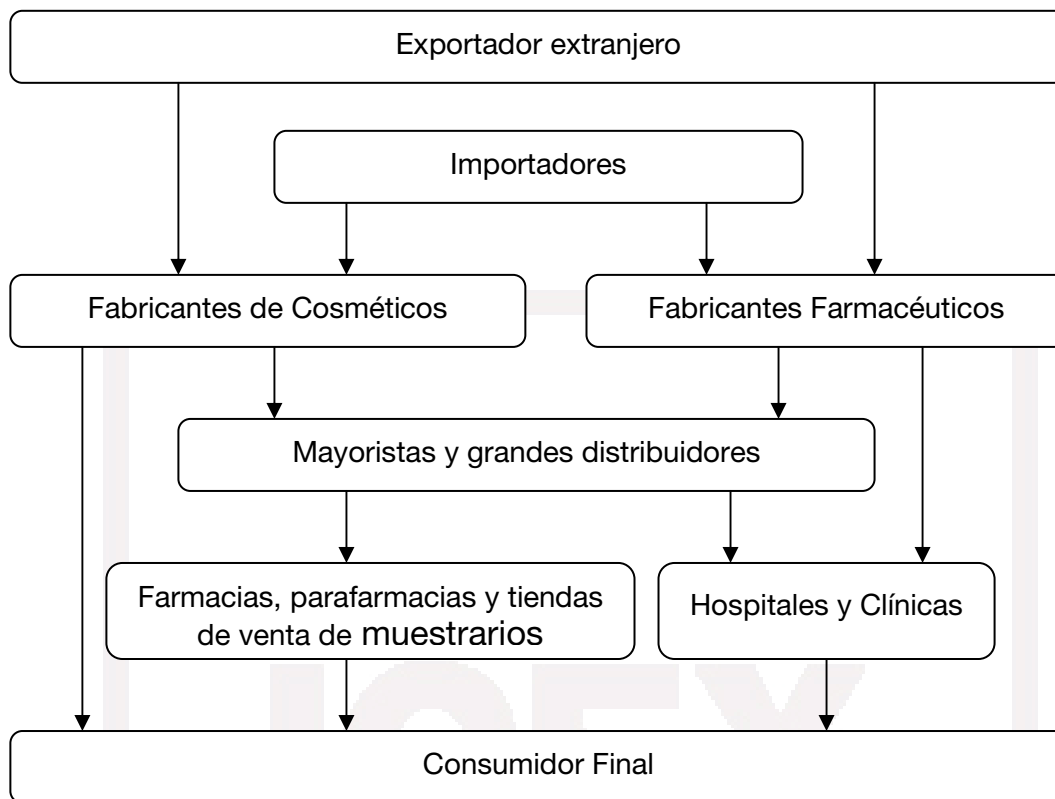 Exportador extranjero
Importadores
Fabricantes de Cosméticos
Fabricantes Farmacéuticos
Mayoristas y grandes distribuidores
Farmacias, parafarmacias y tiendas
de venta de muestrarios
Hospitales y Clínicas
ICEX
Consumidor Final